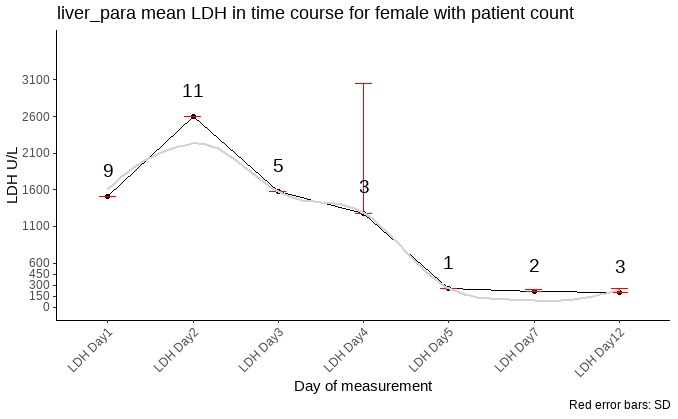 liver_para mean LDH in time course for female with patient count
LDH U/L
3100
2600
2100
1600
1100
600
450
300
150
0
9
11
5
3
1
2
3
LDH Day1
LDH Day2
LDH Day3
LDH Day4
LDH Day5
LDH Day7
LDH Day12
Day of measurement
Red error bars: SD